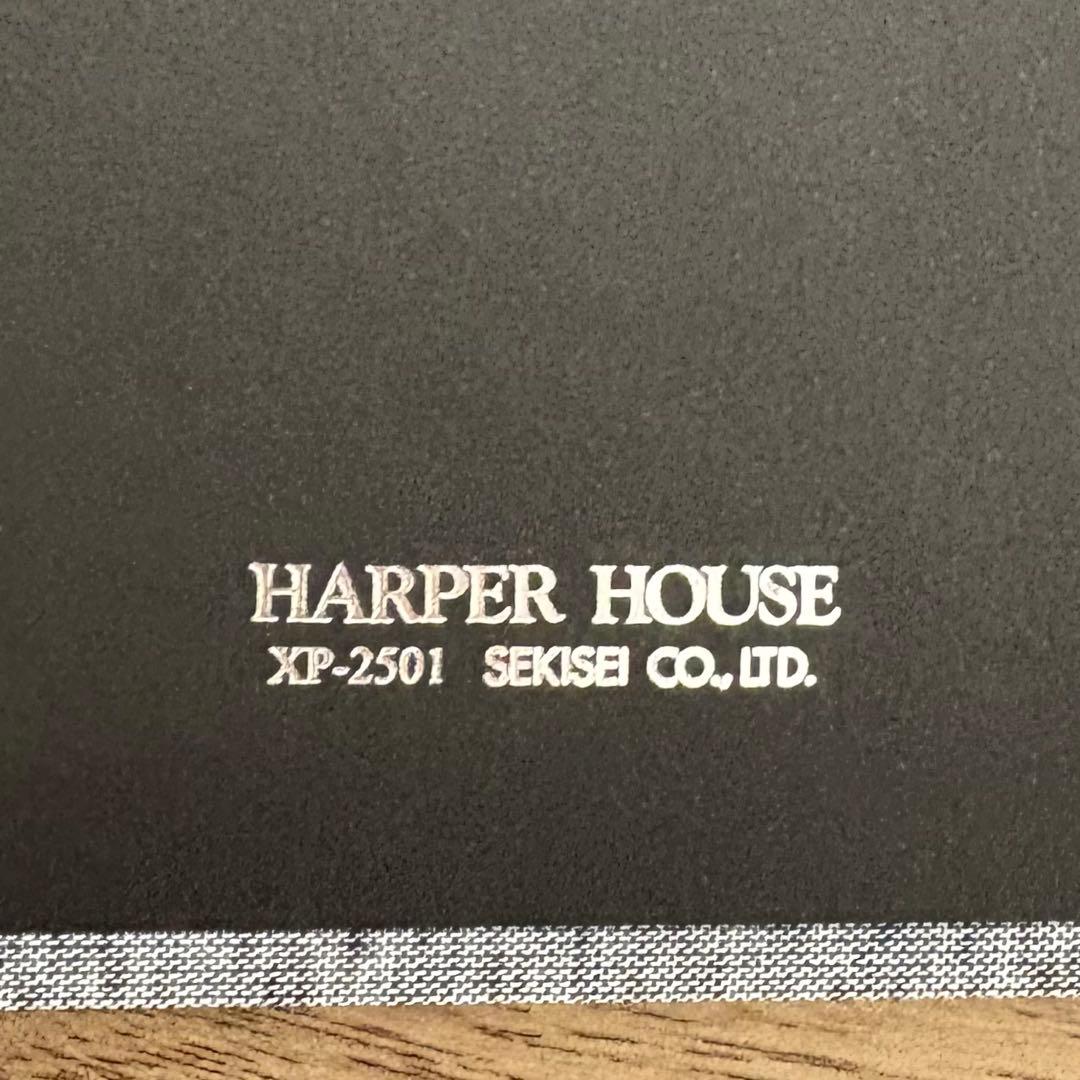 HARPER HOUSE
XP-2501 SEKISEI CO., LTD.